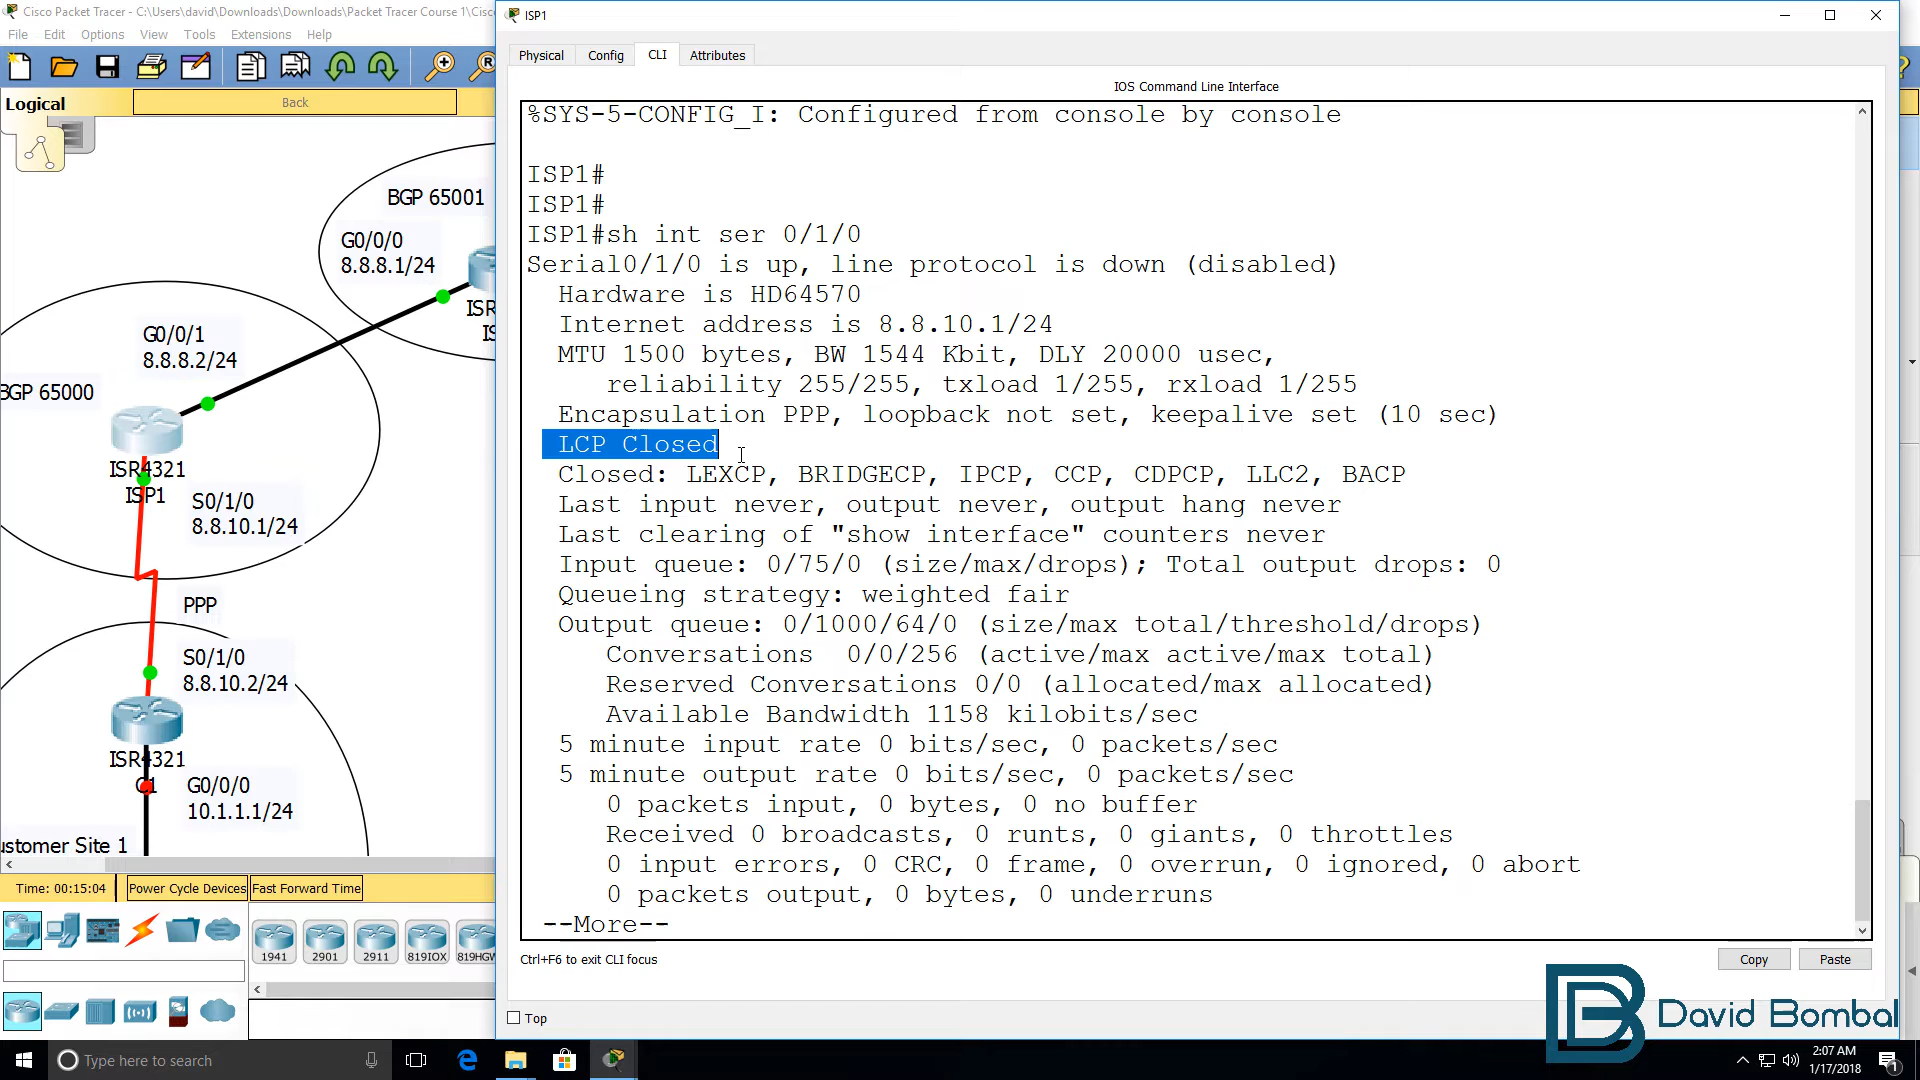 Cisco Packet Tracer - C:\Users\david\Downloads\Downloads\Packet Tracer Course 1\Cisc
File Edit Options View Tools Extensions Help
Logical
Back
BGP 65001
G0/0/0
8.8.8.1/24
ISR
IS
G0/0/1
8.8.8.2/24
BGP 65000
ISR4321
ISP1
S0/1/0
8.8.10.1/24
PPP
S0/1/0
8.8.10.2/24
ISR4321
C1
G0/0/0
10.1.1.1/24
ustomer Site 1
Time: 00:15:04 Power Cycle Devices Fast Forward Time
1941 2901 2911 819IOX 819HGW
ISP1
Physical Config CLI Attributes
IOS Command Line Interface
%SYS-5-CONFIG_I: Configured from console by console
ISP1#
ISP1#
ISP1#sh int ser 0/1/0
Serial0/1/0 is up, line protocol is down (disabled)
Hardware is HD64570
Internet address is 8.8.10.1/24
MTU 1500 bytes, BW 1544 Kbit, DLY 20000 usec,
reliability 255/255, txload 1/255, rxload 1/255
Encapsulation PPP, loopback not set, keepalive set (10 sec)
LCP Closed
Closed: LEXCP, BRIDGECP, IPCP, CCP, CDPCP, LLC2, BACP
Last input never, output never, output hang never
Last clearing of "show interface" counters never
Input queue: 0/75/0 (size/max/drops); Total output drops: 0
Queueing strategy: weighted fair
Output queue: 0/1000/64/0 (size/max total/threshold/drops)
Conversations 0/0/256 (active/max active/max total)
Reserved Conversations 0/0 (allocated/max allocated)
Available Bandwidth 1158 kilobits/sec
5 minute input rate 0 bits/sec, 0 packets/sec
5 minute output rate 0 bits/sec, 0 packets/sec
0 packets input, 0 bytes, 0 no buffer
Received 0 broadcasts, 0 runts, 0 giants, 0 throttles
0 input errors, 0 CRC, 0 frame, 0 overrun, 0 ignored, 0 abort
0 packets output, 0 bytes, 0 underruns
--More--
Ctrl+F6 to exit CLI focus
Copy Paste
Top
David Bombal
Type here to search
2:07 AM
1/17/2018
1